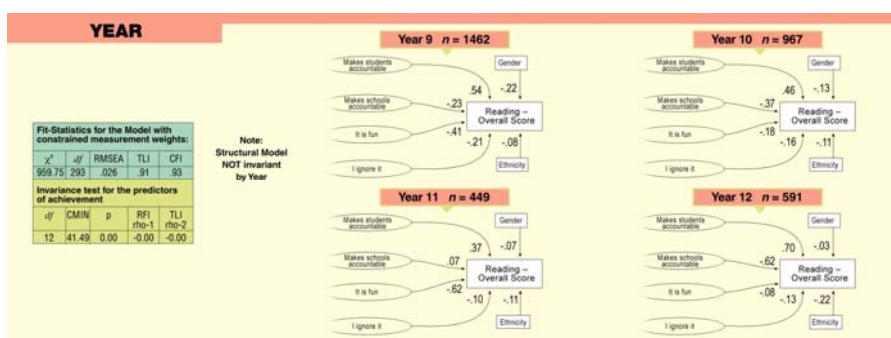 YEAR
Fit-Statistics for the Model with
constrained measurement weights:
χ² df RMSEA TLI CFI
959.75 293 .026 .91 .93
Invariance test for the predictors
of achievement
df CMIN p RFI rho-1 TLI rho-2
12 41.49 0.00 -0.00 -0.00
Note:
Structural Model
NOT invariant
by Year
Year 9 n = 1462
Makes students
accountable
Makes schools
accountable
It is fun
I ignore it
Gender
.54
-.22
-.23
-.41
-.21
-.08
Reading –
Overall Score
Ethnicity
Year 10 n = 967
Makes students
accountable
Makes schools
accountable
It is fun
I ignore it
Gender
.46
-.13
-.37
-.18
-.16
-.11
Reading –
Overall Score
Ethnicity
Year 11 n = 449
Makes students
accountable
Makes schools
accountable
It is fun
I ignore it
Gender
.37
-.07
.07
-.62
-.10
-.11
Reading –
Overall Score
Ethnicity
Year 12 n = 591
Makes students
accountable
Makes schools
accountable
It is fun
I ignore it
Gender
.70
-.03
-.62
-.08
-.13
-.22
Reading –
Overall Score
Ethnicity